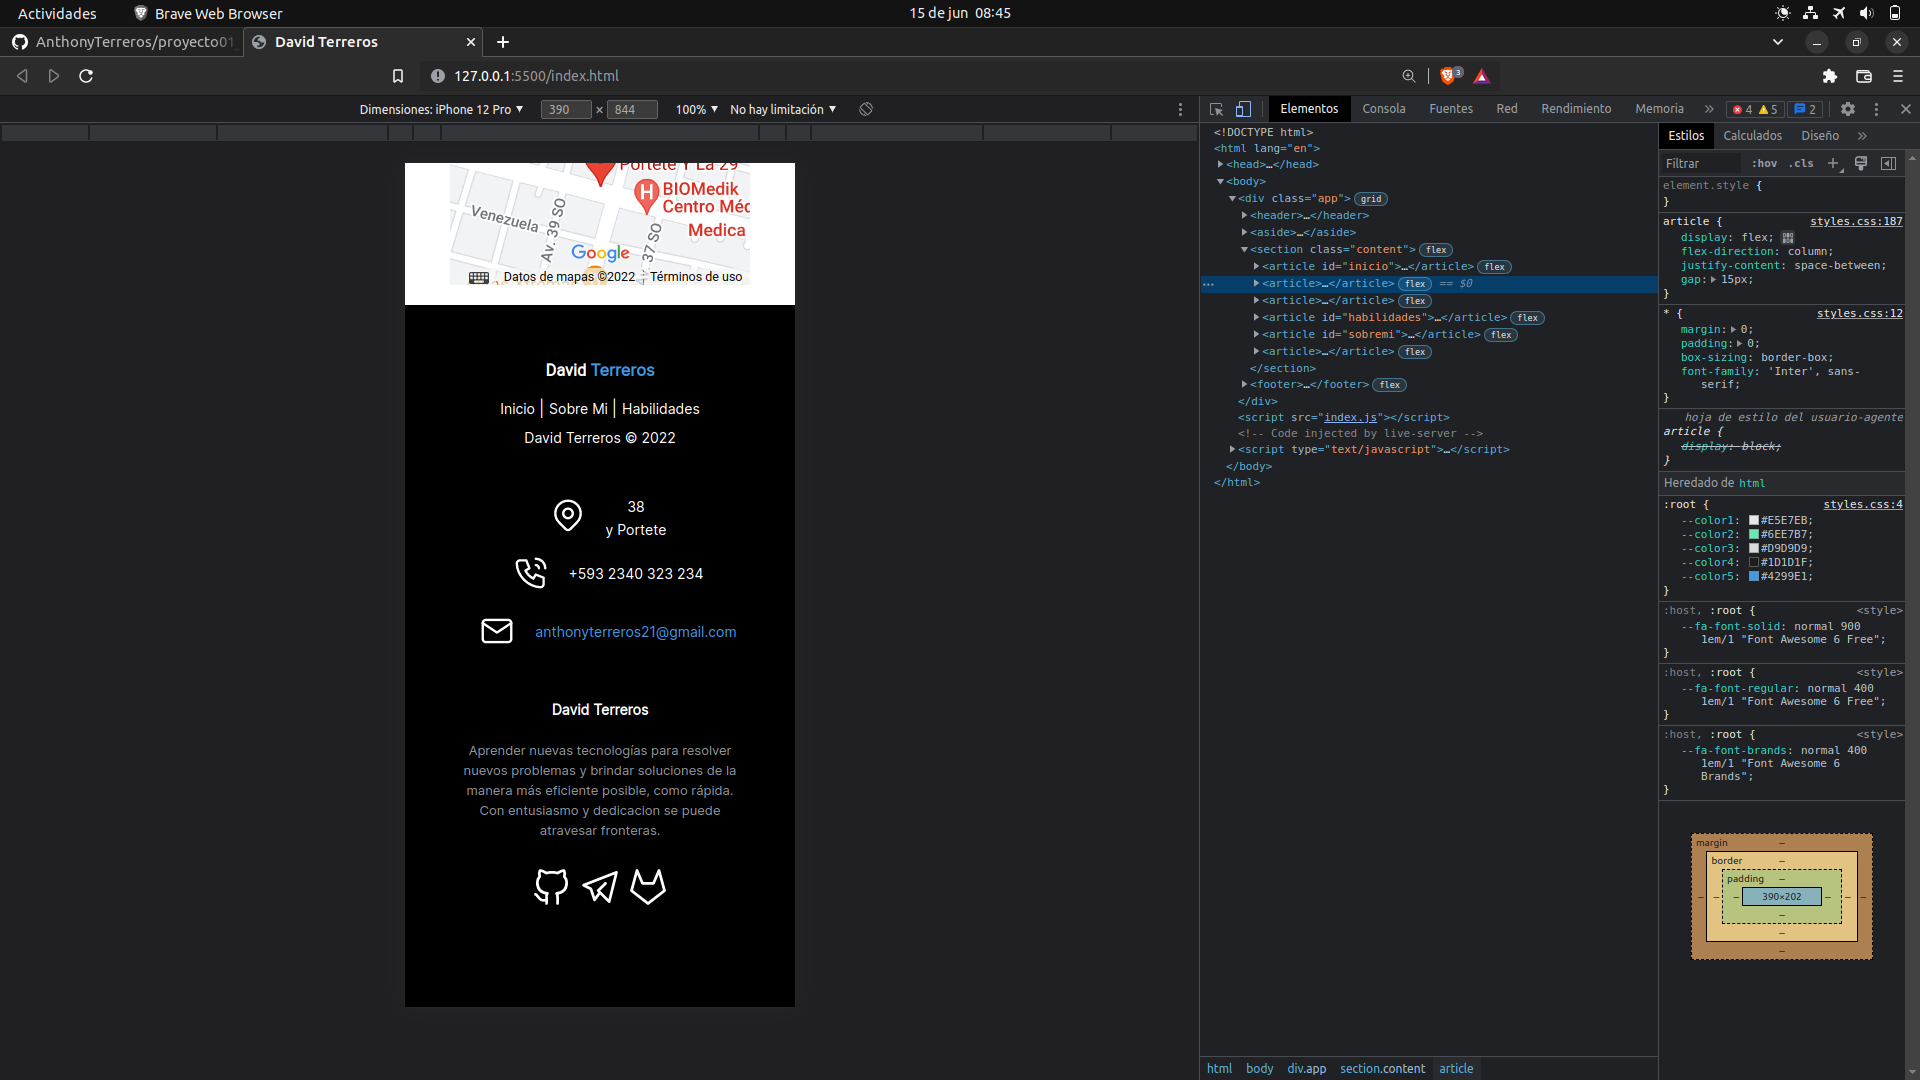 Actividades
Brave Web Browser
15 de jun  08:45
AnthonyTerreros/proyecto01
David Terreros
127.0.0.1:5500/index.html
3
Dimensiones: iPhone 12 Pro
390 × 844
100%
No hay limitación
Elementos
Consola
Fuentes
Red
Rendimiento
Memoria
4
5
2
Portete Y La 29
BIOMedik
Centro Méd
Medica
Venezuela
Av. 39 SO
37 SO
Google
Datos de mapas ©2022
Términos de uso
David Terreros
Inicio | Sobre Mi | Habilidades
David Terreros © 2022
38
y Portete
+593 2340 323 234
anthonyterreros21@gmail.com
David Terreros
Aprender nuevas tecnologías para resolver
nuevos problemas y brindar soluciones de la
manera más eficiente posible, como rápida.
Con entusiasmo y dedicacion se puede
atravesar fronteras.
<!DOCTYPE html>
<html lang="en">
<head>…</head>
<body>
<div class="app"> grid
<header>…</header>
<aside>…</aside>
<section class="content"> flex
<article id="inicio">…</article> flex
<article>…</article> flex == $0
<article>…</article> flex
<article id="habilidades">…</article> flex
<article id="sobremi">…</article> flex
<article>…</article> flex
</section>
<footer>…</footer> flex
</div>
<script src="index.js"></script>
<!-- Code injected by live-server -->
<script type="text/javascript">…</script>
</body>
</html>
html
body
div.app
section.content
article
Estilos
Calculados
Diseño
Filtrar
:hov
.cls
element.style {
}
article {
styles.css:187
display: flex;
flex-direction: column;
justify-content: space-between;
gap: 15px;
}
* {
styles.css:12
margin: 0;
padding: 0;
box-sizing: border-box;
font-family: 'Inter', sans-
serif;
}
hoja de estilo del usuario-agente
article {
display: block;
}
Heredado de html
:root {
styles.css:4
--color1: #E5E7EB;
--color2: #6EE7B7;
--color3: #D9D9D9;
--color4: #1D1D1F;
--color5: #4299E1;
}
:host, :root {
<style>
--fa-font-solid: normal 900
1em/1 "Font Awesome 6 Free";
}
:host, :root {
<style>
--fa-font-regular: normal 400
1em/1 "Font Awesome 6 Free";
}
:host, :root {
<style>
--fa-font-brands: normal 400
1em/1 "Font Awesome 6
Brands";
}
margin
border
padding
390×202